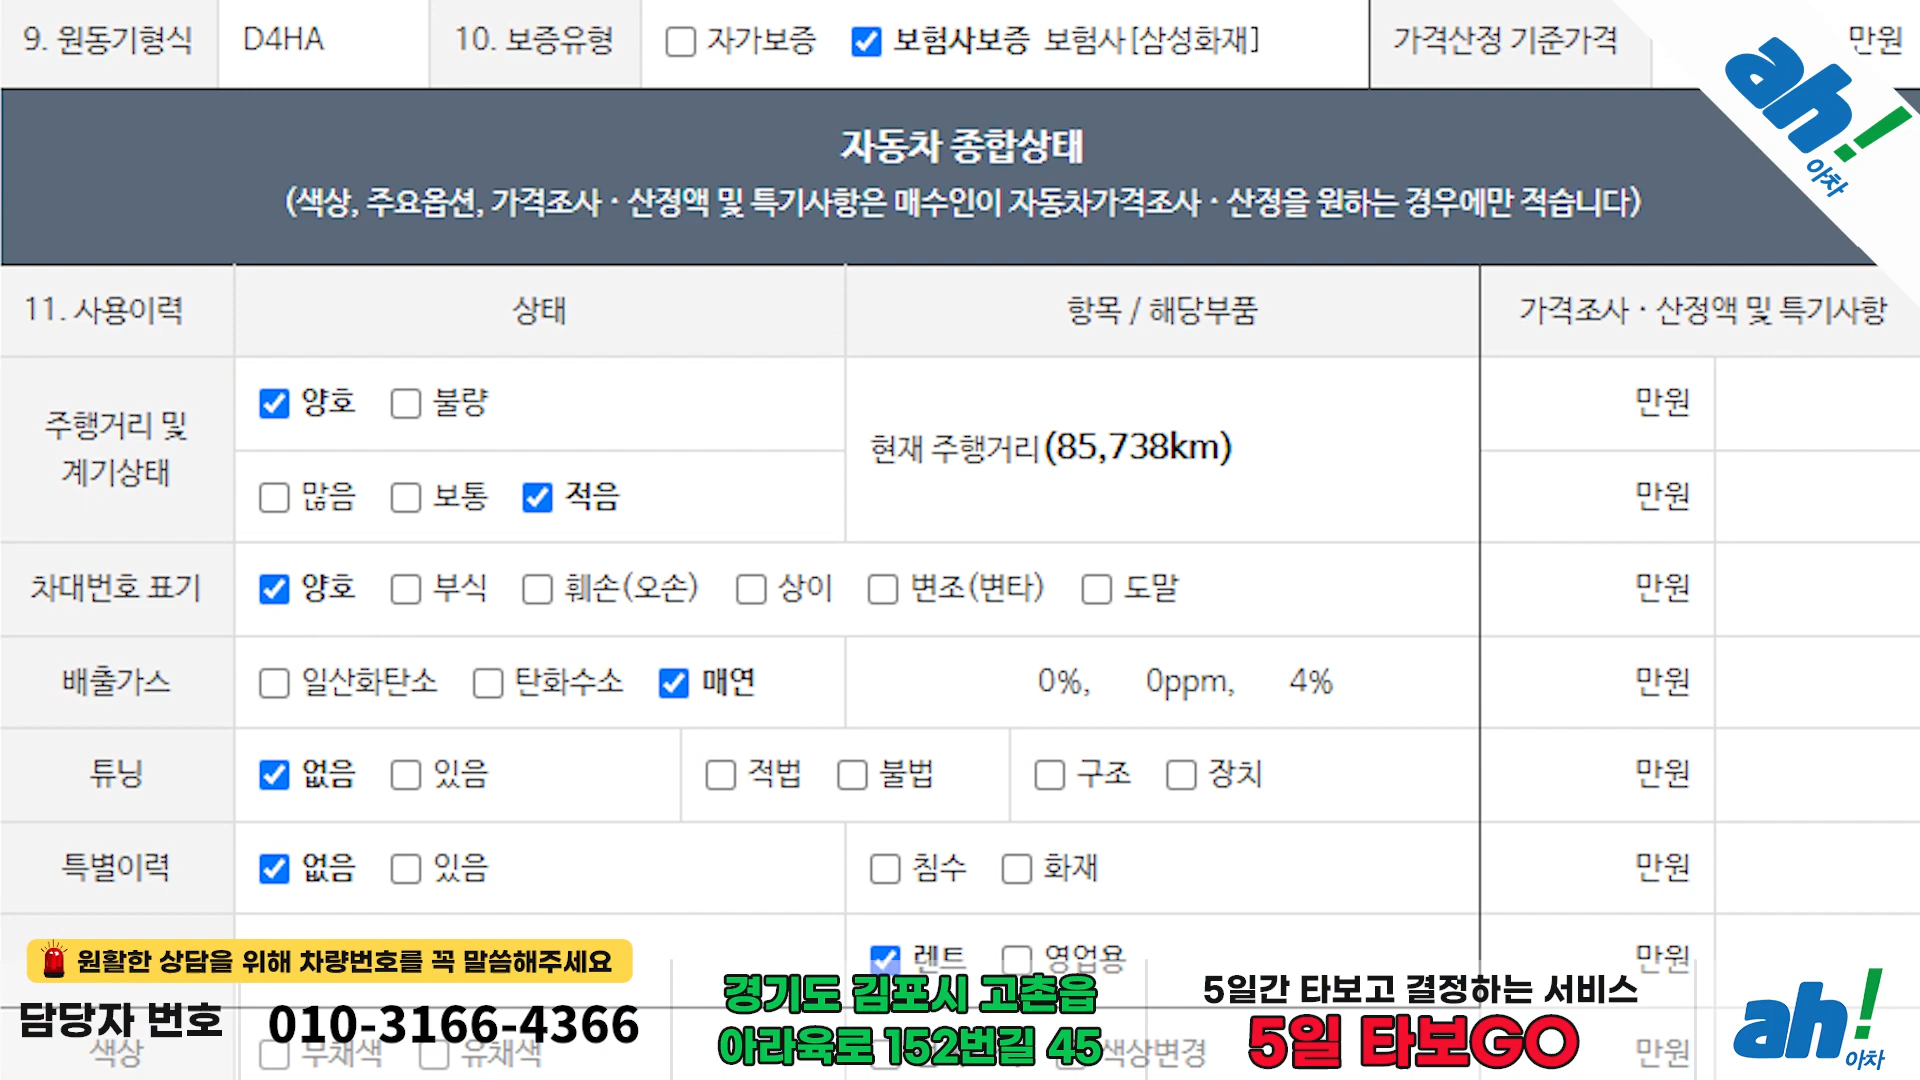 9. 원동기형식 D4HA 10. 보증유형 자가보증 보험사보증 보험사[삼성화재] 가격산정 기준가격 만원
ah!
아차
자동차 종합상태
(색상, 주요옵션, 가격조사 · 산정액 및 특기사항은 매수인이 자동차가격조사 · 산정을 원하는 경우에만 적습니다)
11. 사용이력 상태 항목 / 해당부품 가격조사 · 산정액 및 특기사항
주행거리 및
계기상태
양호 불량 만원
현재 주행거리(85,738km)
많음 보통 적음 만원
차대번호 표기 양호 부식 훼손(오손) 상이 변조(변타) 도말 만원
배출가스 일산화탄소 탄화수소 매연 0%, 0ppm, 4% 만원
튜닝 없음 있음 적법 불법 구조 장치 만원
특별이력 없음 있음 침수 화재 만원
렌트 영업용 만원
원활한 상담을 위해 차량번호를 꼭 말씀해주세요
담당자 번호 010-3166-4366
경기도 김포시 고촌읍
아라육로 152번길 45
5일간 타보고 결정하는 서비스
5일 타보GO
ah!
아차
색상 무채색 유채색 색상변경 만원